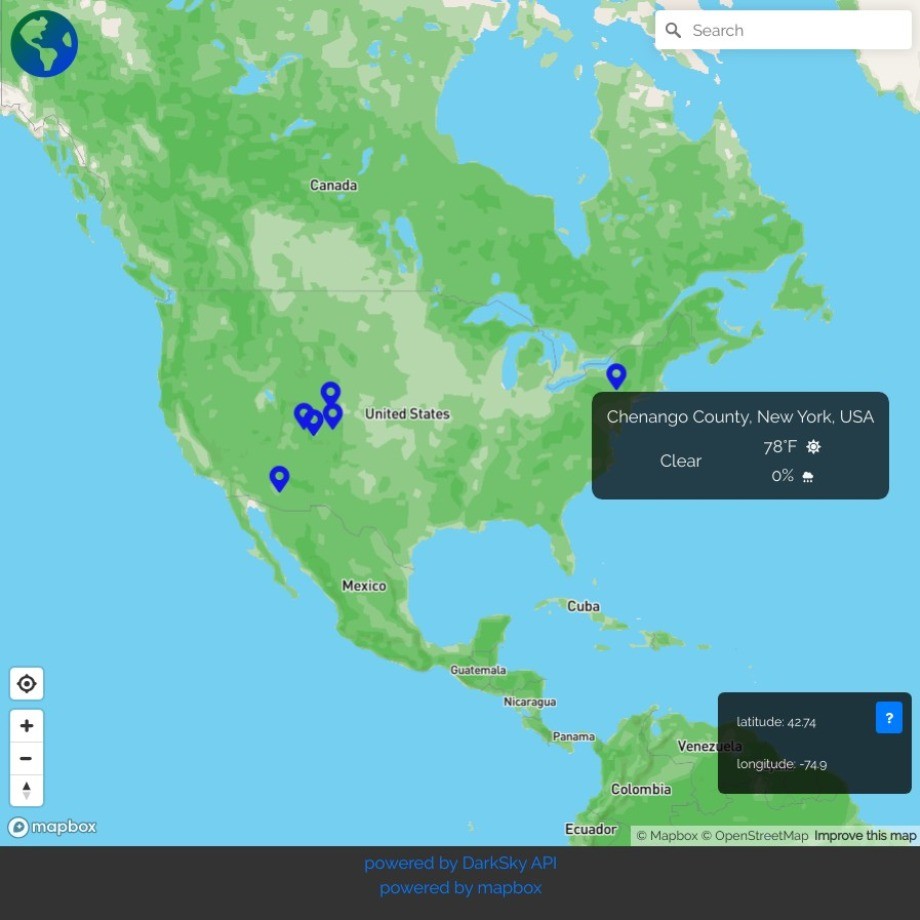 Search
Canada
United States
Chenango County, New York, USA
78°F
Clear
0%
Mexico
Cuba
Guatemala
Nicaragua
Panama
Venezuela
Colombia
Ecuador
latitude: 42.74
?
longitude: -74.9
mapbox
© Mapbox © OpenStreetMap Improve this map
powered by DarkSky API
powered by mapbox